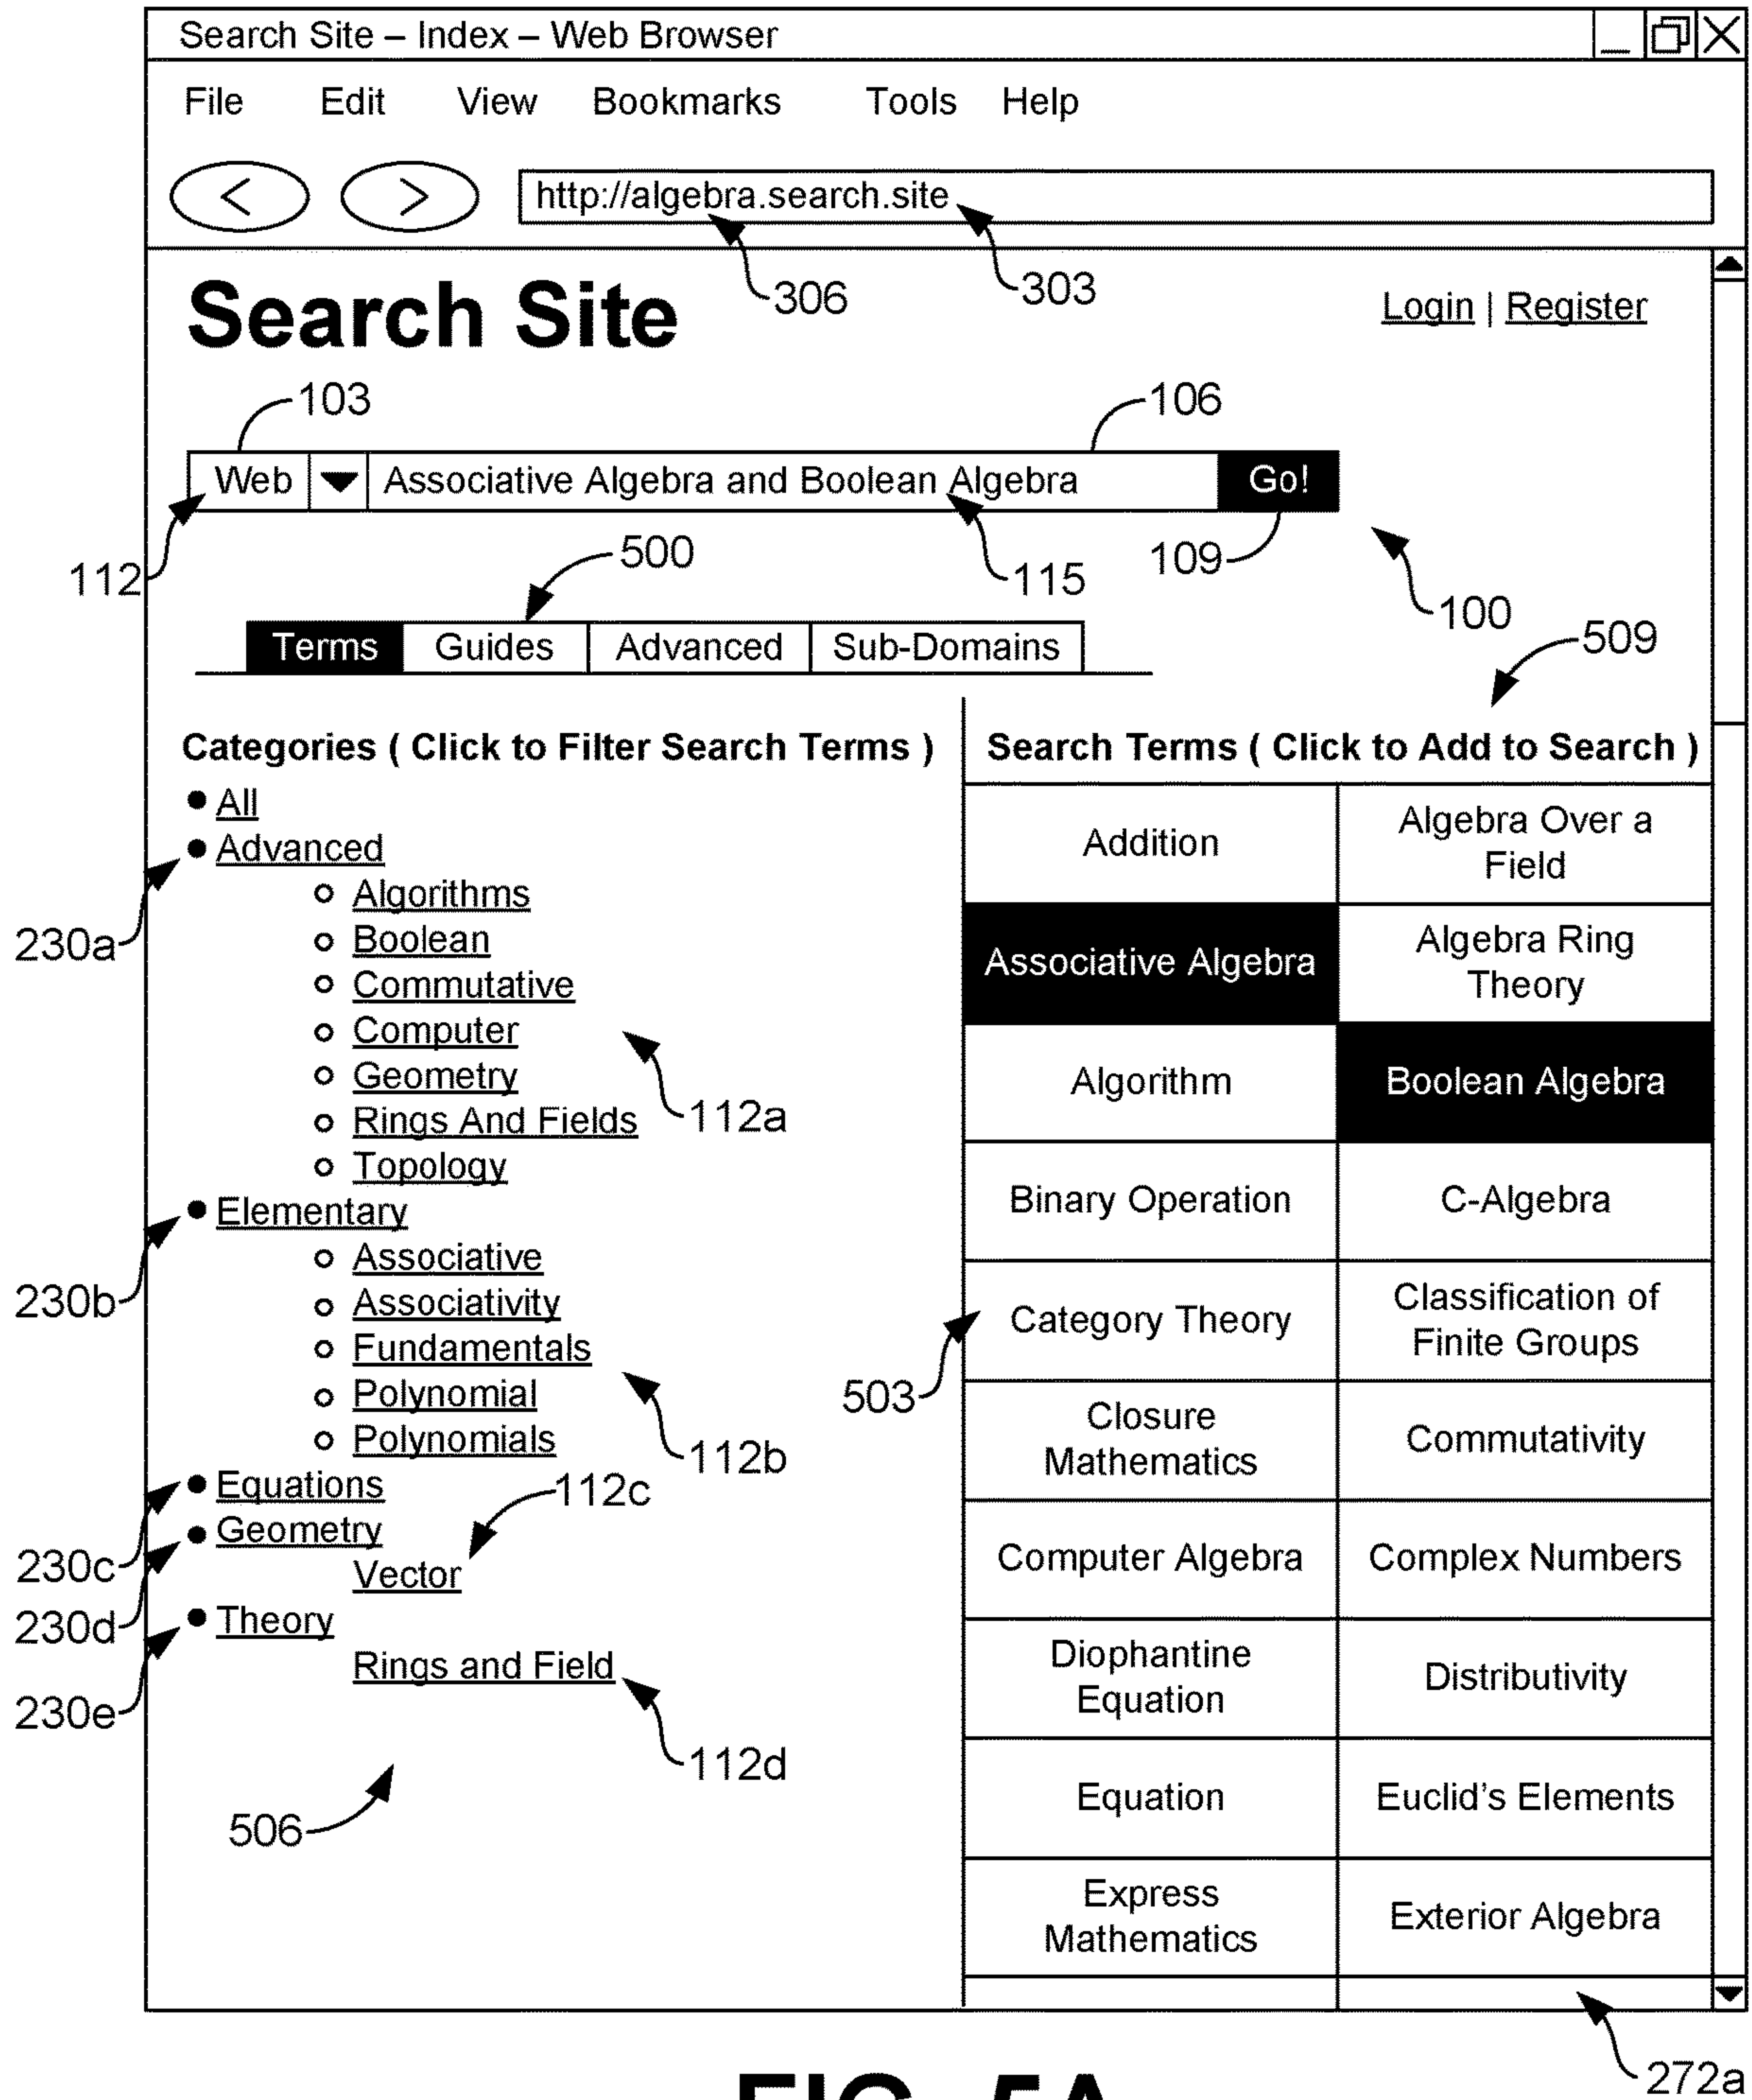 Search Site – Index – Web Browser
File Edit View Bookmarks Tools Help
< >
http://algebra.search.site
306
303
Search Site
Login | Register
103
106
Web
Associative Algebra and Boolean Algebra
Go!
112
500
115
109
100
Terms Guides Advanced Sub-Domains
509
Categories ( Click to Filter Search Terms )
All
Advanced
230a
Algorithms
Boolean
Commutative
Computer
Geometry
Rings And Fields
Topology
112a
Elementary
230b
Associative
Associativity
Fundamentals
Polynomial
Polynomials
112b
Equations
230c
112c
Geometry
230d
Vector
Theory
230e
Rings and Field
112d
506
Search Terms ( Click to Add to Search )
Addition
Algebra Over a
Field
Associative Algebra
Algebra Ring
Theory
Algorithm
Boolean Algebra
Binary Operation
C-Algebra
503
Category Theory
Classification of
Finite Groups
Closure
Mathematics
Commutativity
Computer Algebra
Complex Numbers
Diophantine
Equation
Distributivity
Equation
Euclid's Elements
Express
Mathematics
Exterior Algebra
272a
FIG. 5A